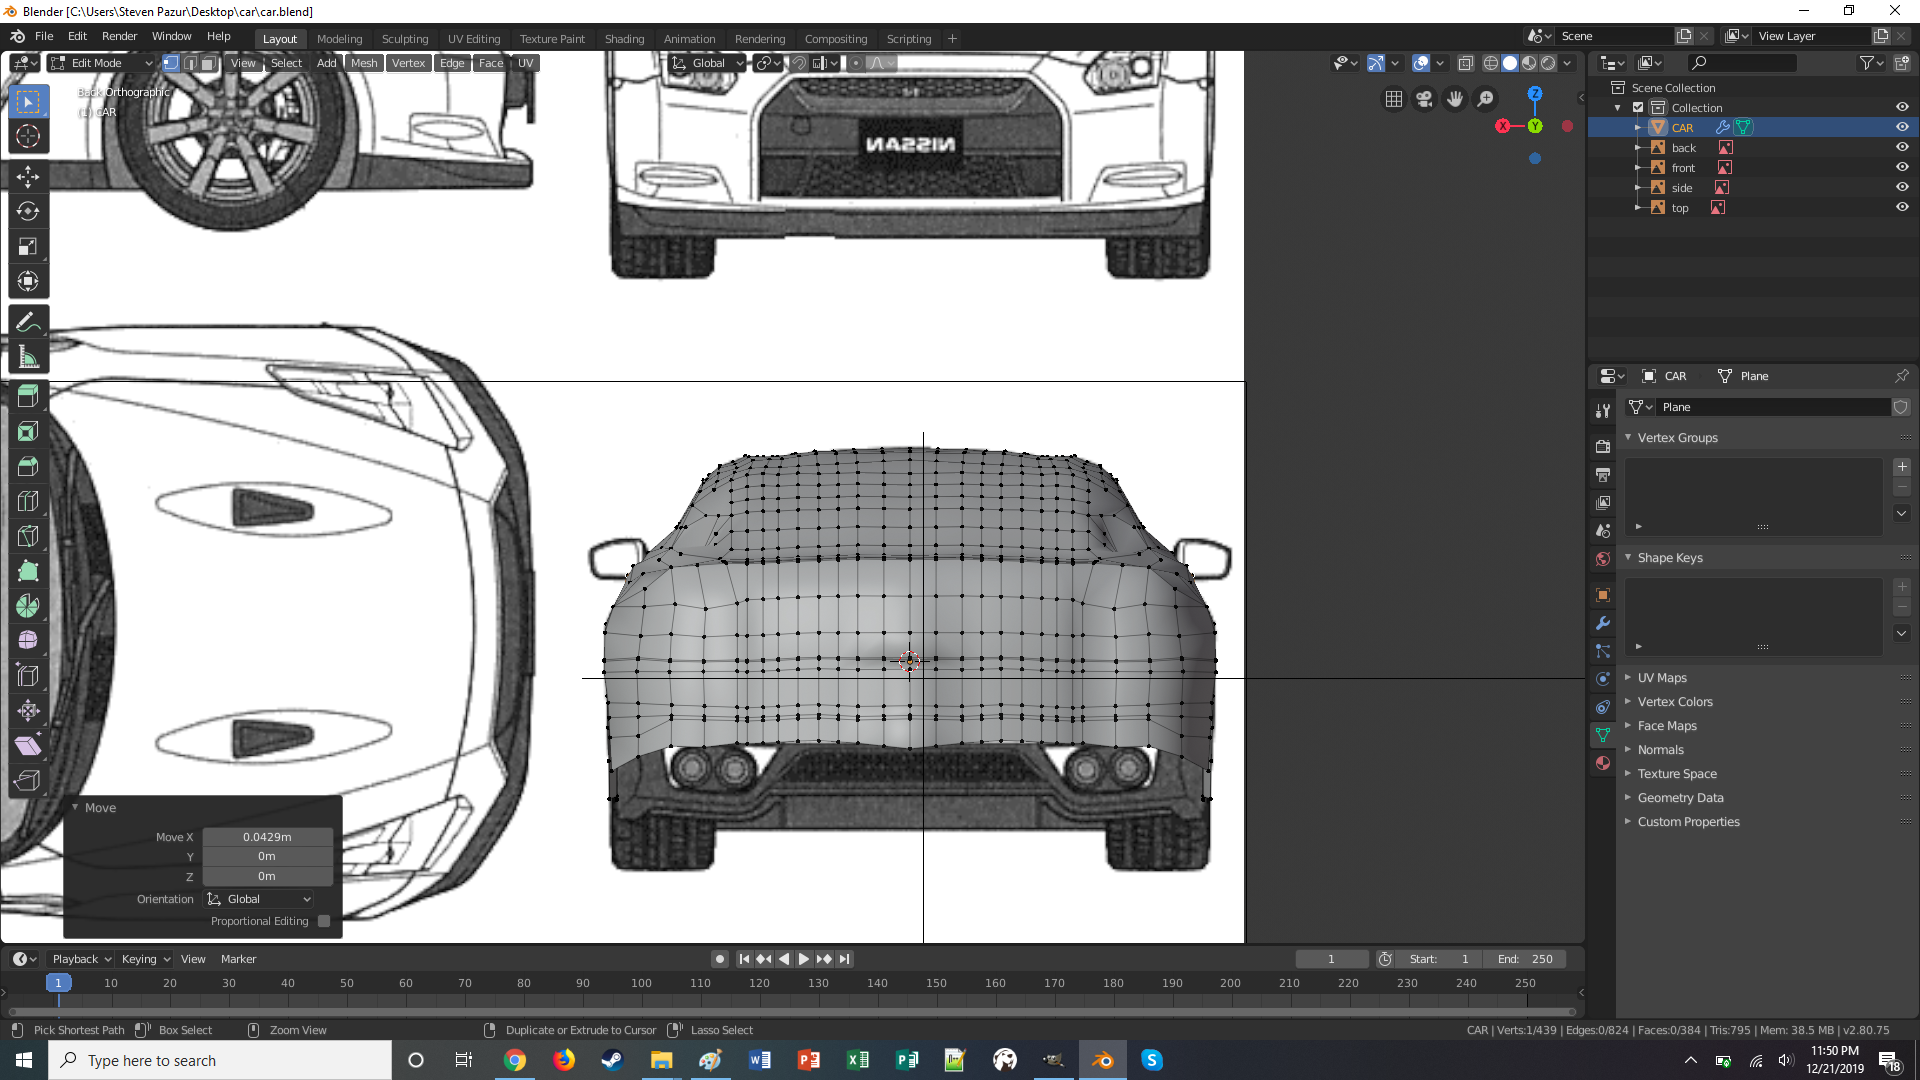 Blender [C:\Users\Steven Pazur\Desktop\car\car.blend]
File Edit Render Window Help Layout Modeling Sculpting UV Editing Texture Paint Shading Animation Rendering Compositing Scripting Scene View Layer
Edit Mode View Select Add Mesh Vertex Edge Face UV Global
Back Orthographic
(1) CAR
Z
X
Y
NISSAN
Scene Collection
Collection
CAR
back
front
side
top
CAR Plane
Plane
Vertex Groups
Shape Keys
UV Maps
Vertex Colors
Face Maps
Normals
Texture Space
Geometry Data
Custom Properties
Move
Move X 0.0429m
Y 0m
Z 0m
Orientation Global
Proportional Editing
Playback Keying View Marker 1 Start: 1 End: 250
1 10 20 30 40 50 60 70 80 90 100 110 120 130 140 150 160 170 180 190 200 210 220 230 240 250
Pick Shortest Path Box Select Zoom View Duplicate or Extrude to Cursor Lasso Select CAR | Verts:1/439 | Edges:0/824 | Faces:0/384 | Tris:795 | Mem: 38.5 MB | v2.80.75
Type here to search
11:50 PM
12/21/2019
18